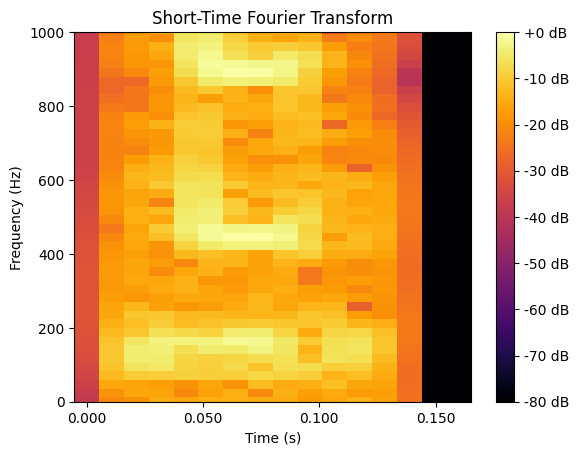 Short-Time Fourier Transform
Frequency (Hz)
1000
800
600
400
200
0
0.000
0.050
0.100
0.150
Time (s)
+0 dB
-10 dB
-20 dB
-30 dB
-40 dB
-50 dB
-60 dB
-70 dB
-80 dB